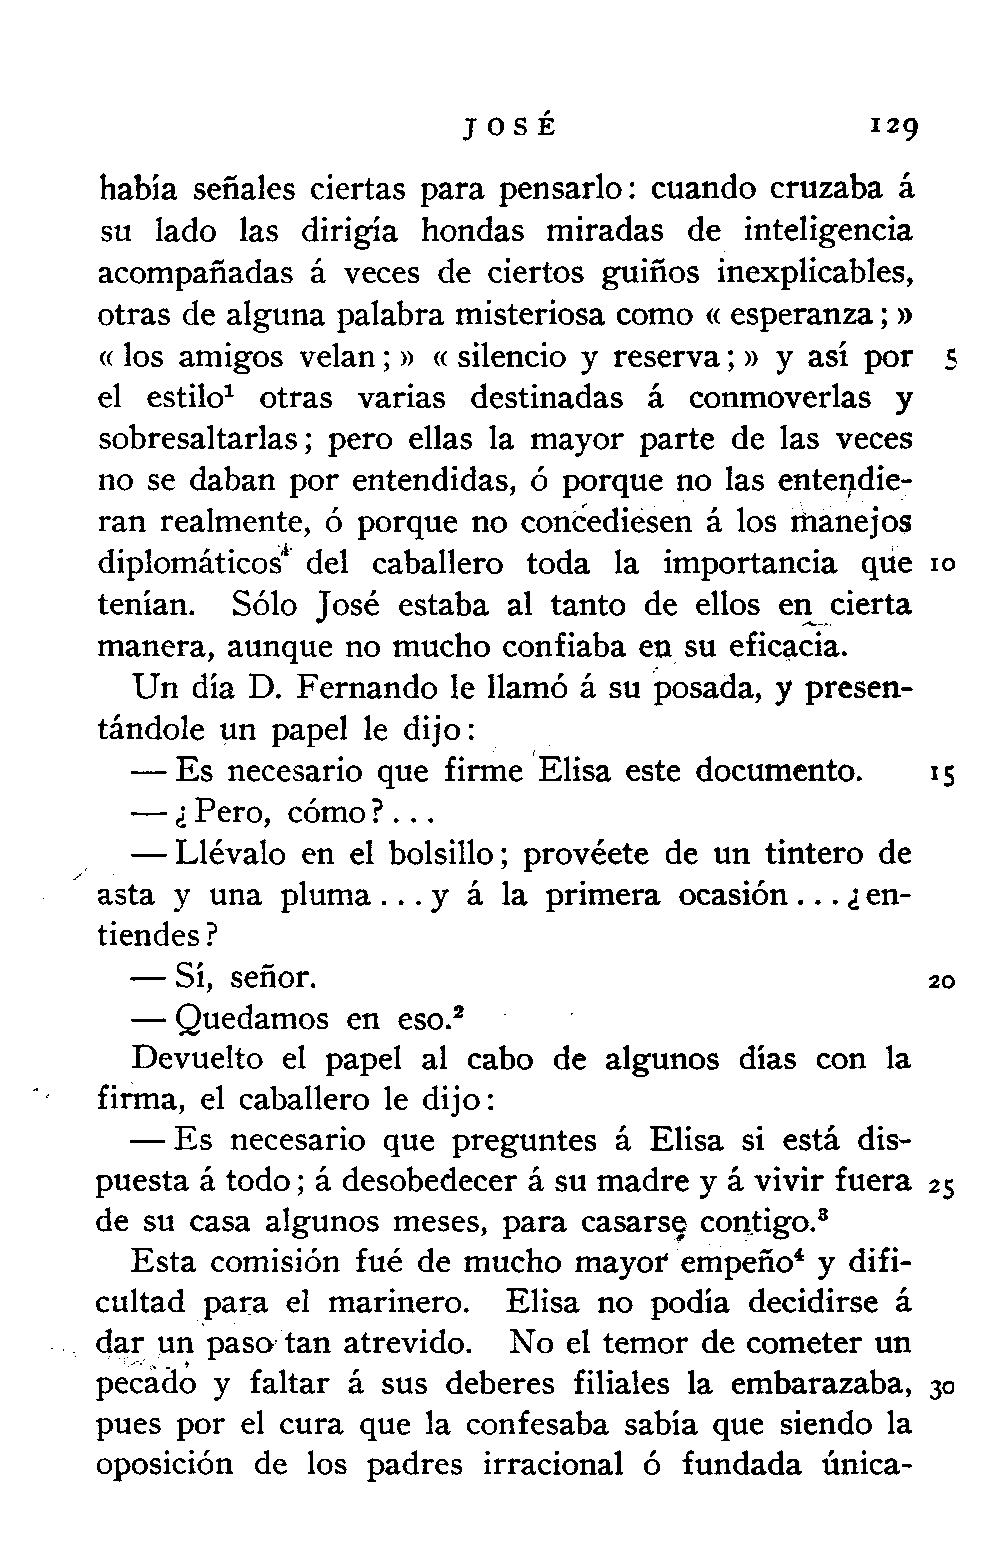 JOSÉ 129
había señales ciertas para pensarlo: cuando cruzaba á
su lado las dirigía hondas miradas de inteligencia
acompañadas á veces de ciertos guiños inexplicables,
otras de alguna palabra misteriosa como « esperanza; »
« los amigos velan; » « silencio y reserva; » y así por 5
el estilo¹ otras varias destinadas á conmoverlas y
sobresaltarlas; pero ellas la mayor parte de las veces
no se daban por entendidas, ó porque no las entendie-
ran realmente, ó porque no concediesen á los manejos
diplomáticos del caballero toda la importancia que 10
tenían. Sólo José estaba al tanto de ellos en cierta
manera, aunque no mucho confiaba en su eficacia.
Un día D. Fernando le llamó á su posada, y presen-
tándole un papel le dijo:
— Es necesario que firme Elisa este documento. 15
— ¿ Pero, cómo?...
— Llévalo en el bolsillo; provéete de un tintero de
asta y una pluma... y á la primera ocasión... ¿ en-
tiendes?
— Sí, señor. 20
— Quedamos en eso.²
Devuelto el papel al cabo de algunos días con la
firma, el caballero le dijo:
— Es necesario que preguntes á Elisa si está dis-
puesta á todo; á desobedecer á su madre y á vivir fuera 25
de su casa algunos meses, para casarse contigo.³
Esta comisión fué de mucho mayor empeño⁴ y difi-
cultad para el marinero. Elisa no podía decidirse á
dar un paso tan atrevido. No el temor de cometer un
pecado y faltar á sus deberes filiales la embarazaba, 30
pues por el cura que la confesaba sabía que siendo la
oposición de los padres irracional ó fundada única-